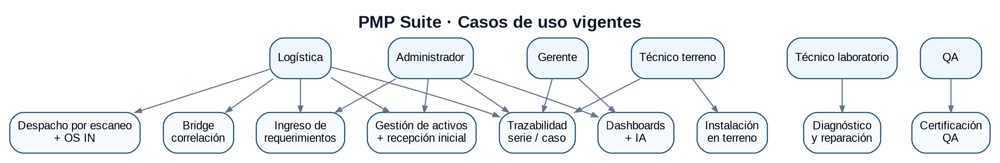 PMP Suite · Casos de uso vigentes
Logística
Administrador
Gerente
Técnico terreno
Técnico laboratorio
QA
Despacho por escaneo
+ OS IN
Bridge
correlación
Ingreso de
requerimientos
Gestión de activos
+ recepción inicial
Trazabilidad
serie / caso
Dashboards
+ IA
Instalación
en terreno
Diagnóstico
y reparación
Certificación
QA